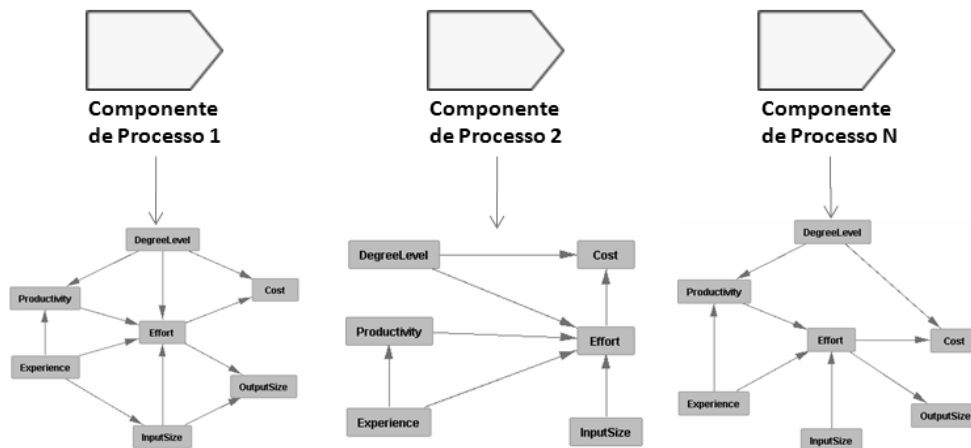 Componente
de Processo 1
Componente
de Processo 2
Componente
de Processo N
DegreeLevel
Productivity
Cost
Effort
Experience
OutputSize
InputSize
DegreeLevel
Cost
Productivity
Effort
Experience
InputSize
DegreeLevel
Productivity
Effort
Cost
Experience
OutputSize
InputSize